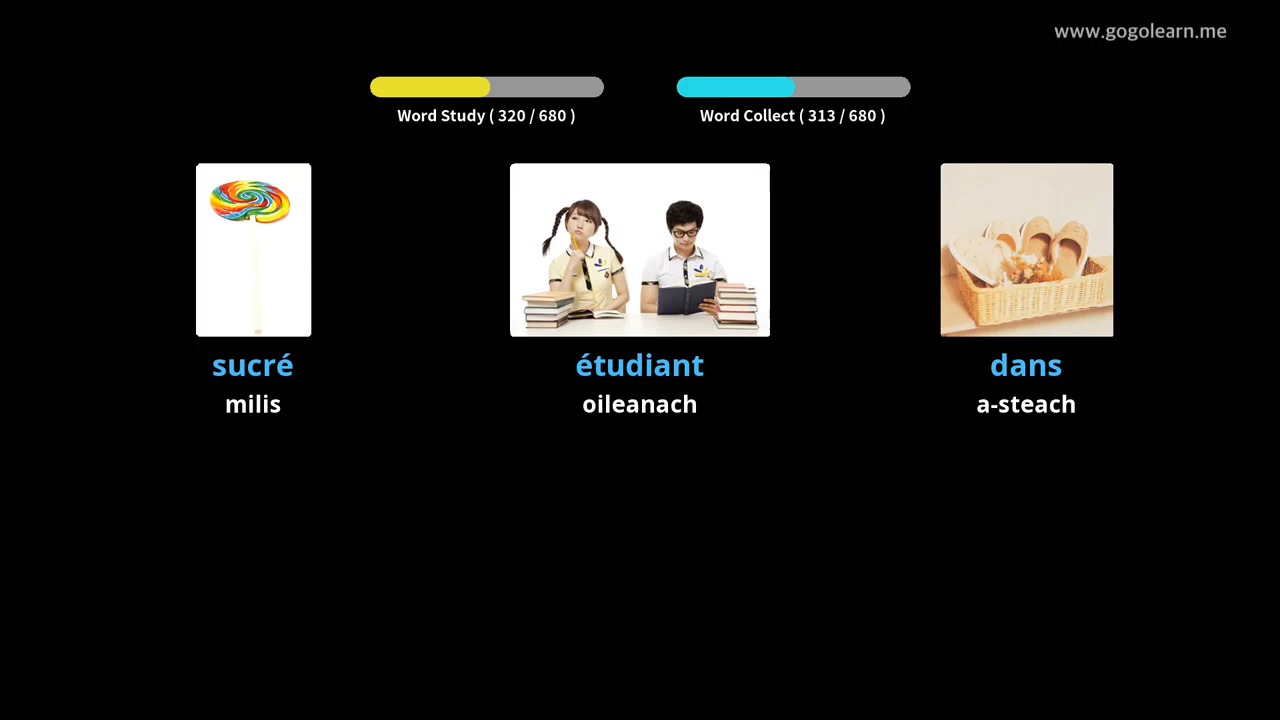 www.gogolearn.me
Word Study ( 320 / 680 )
Word Collect ( 313 / 680 )
sucré
étudiant
dans
milis
oileanach
a-steach